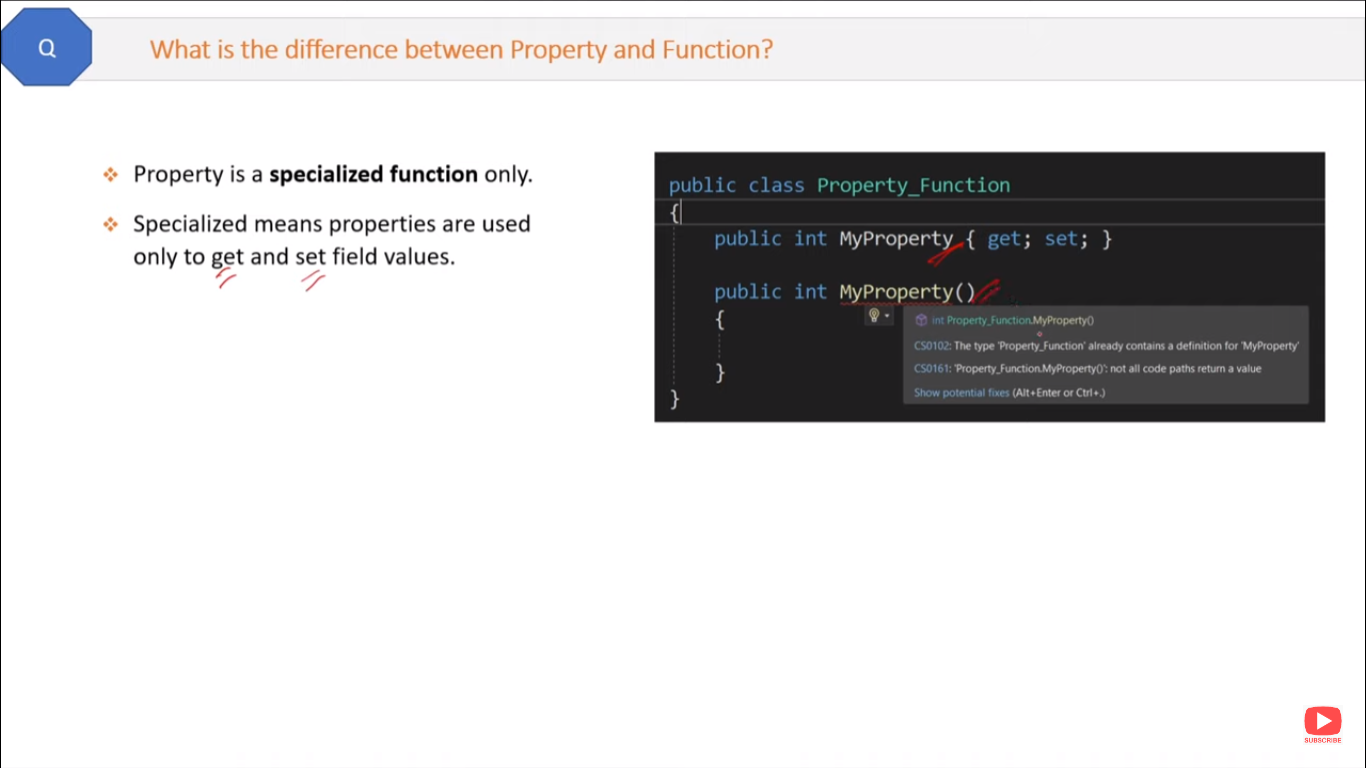 Q
What is the difference between Property and Function?
Property is a specialized function only.
Specialized means properties are used
only to get and set field values.
public class Property_Function
{
public int MyProperty { get; set; }
public int MyProperty()
{
int Property_Function.MyProperty()
CS0102: The type 'Property_Function' already contains a definition for 'MyProperty'
CS0161: 'Property_Function.MyProperty()': not all code paths return a value
Show potential fixes (Alt+Enter or Ctrl+.)
}
}
SUBSCRIBE